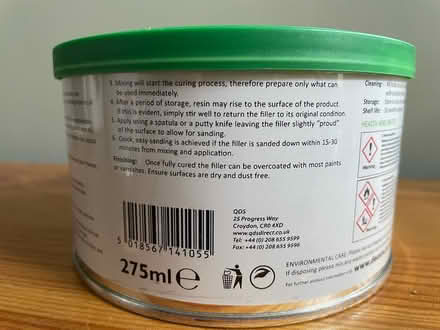 3. Mixing will start the curing process, therefore prepare only what can
be used immediately.
4. After a period of storage, resin may rise to the surface of the product.
If this is evident, simply stir well to return the filler to its original condition.
5. Apply using a spatula or a putty knife leaving the filler slightly "proud"
of the surface to allow for sanding.
6. Quick, easy sanding is achieved if the filler is sanded down within 15-30
minutes from mixing and application.
Finishing: Once fully cured the filler can be overcoated with most paints
or varnishes. Ensure surfaces are dry and dust free.
Cleaning:
Storage:
Shelf life:
HEALTH AND
QDS
25 Progress Way
Croydon, CR0 4XD
www.qdsdirect.co.uk
Tel: +44 (0) 208 655 9599
Fax: +44 (0) 208 655 9596
5 018567 141055
275ml e
ENVIRONMENTAL CARE: Please
If disposing please
For further product information